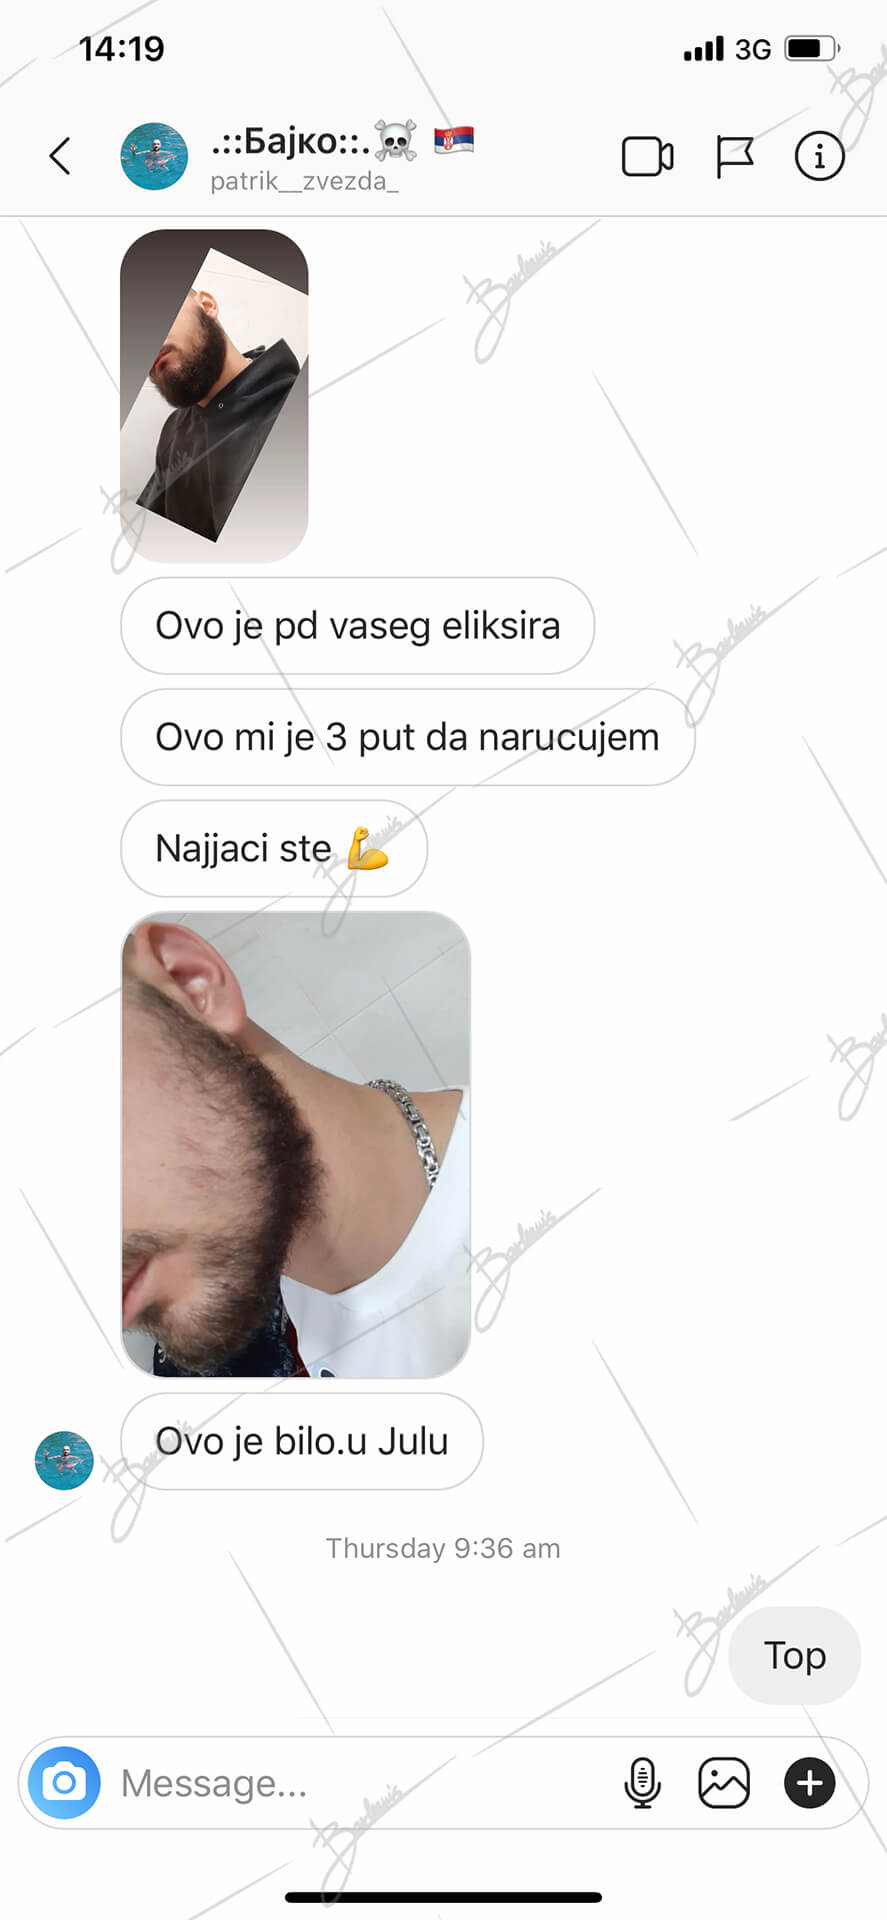 14:19
3G
.::Бајко::.☠️ 🇷🇸
patrik__zvezda_
Ovo je pd vaseg eliksira
Ovo mi je 3 put da narucujem
Najjaci ste 💪
Ovo je bilo.u Julu
Thursday 9:36 am
Top
Message...